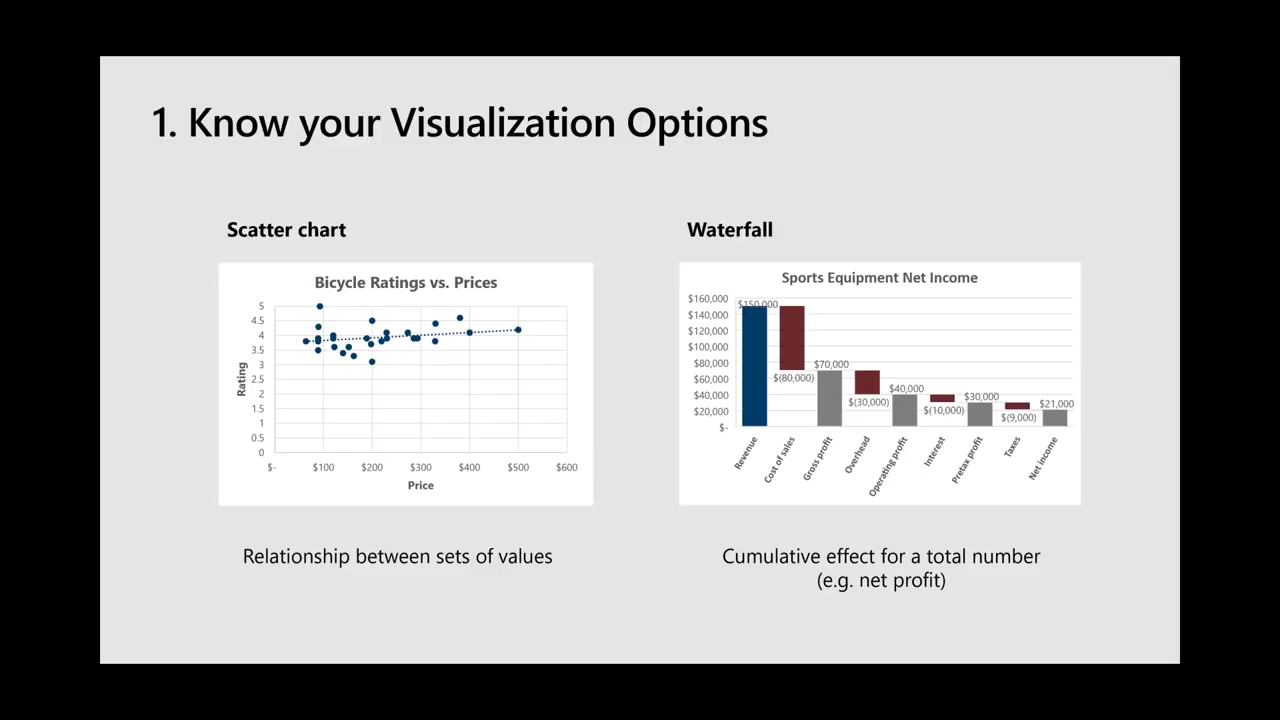 1. Know your Visualization Options
Scatter chart
Bicycle Ratings vs. Prices
5
4.5
4
3.5
3
2.5
2
1.5
1
0.5
0
Rating
$-
$100
$200
$300
$400
$500
$600
Price
Relationship between sets of values
Waterfall
Sports Equipment Net Income
$160,000
$140,000
$120,000
$100,000
$80,000
$60,000
$40,000
$20,000
$-
$150,000
$(80,000)
$70,000
$(30,000)
$40,000
$(10,000)
$30,000
$(9,000)
$21,000
Revenue
Cost of sales
Gross profit
Overhead
Operating profit
Interest
Pretax profit
Taxes
Net income
Cumulative effect for a total number
(e.g. net profit)